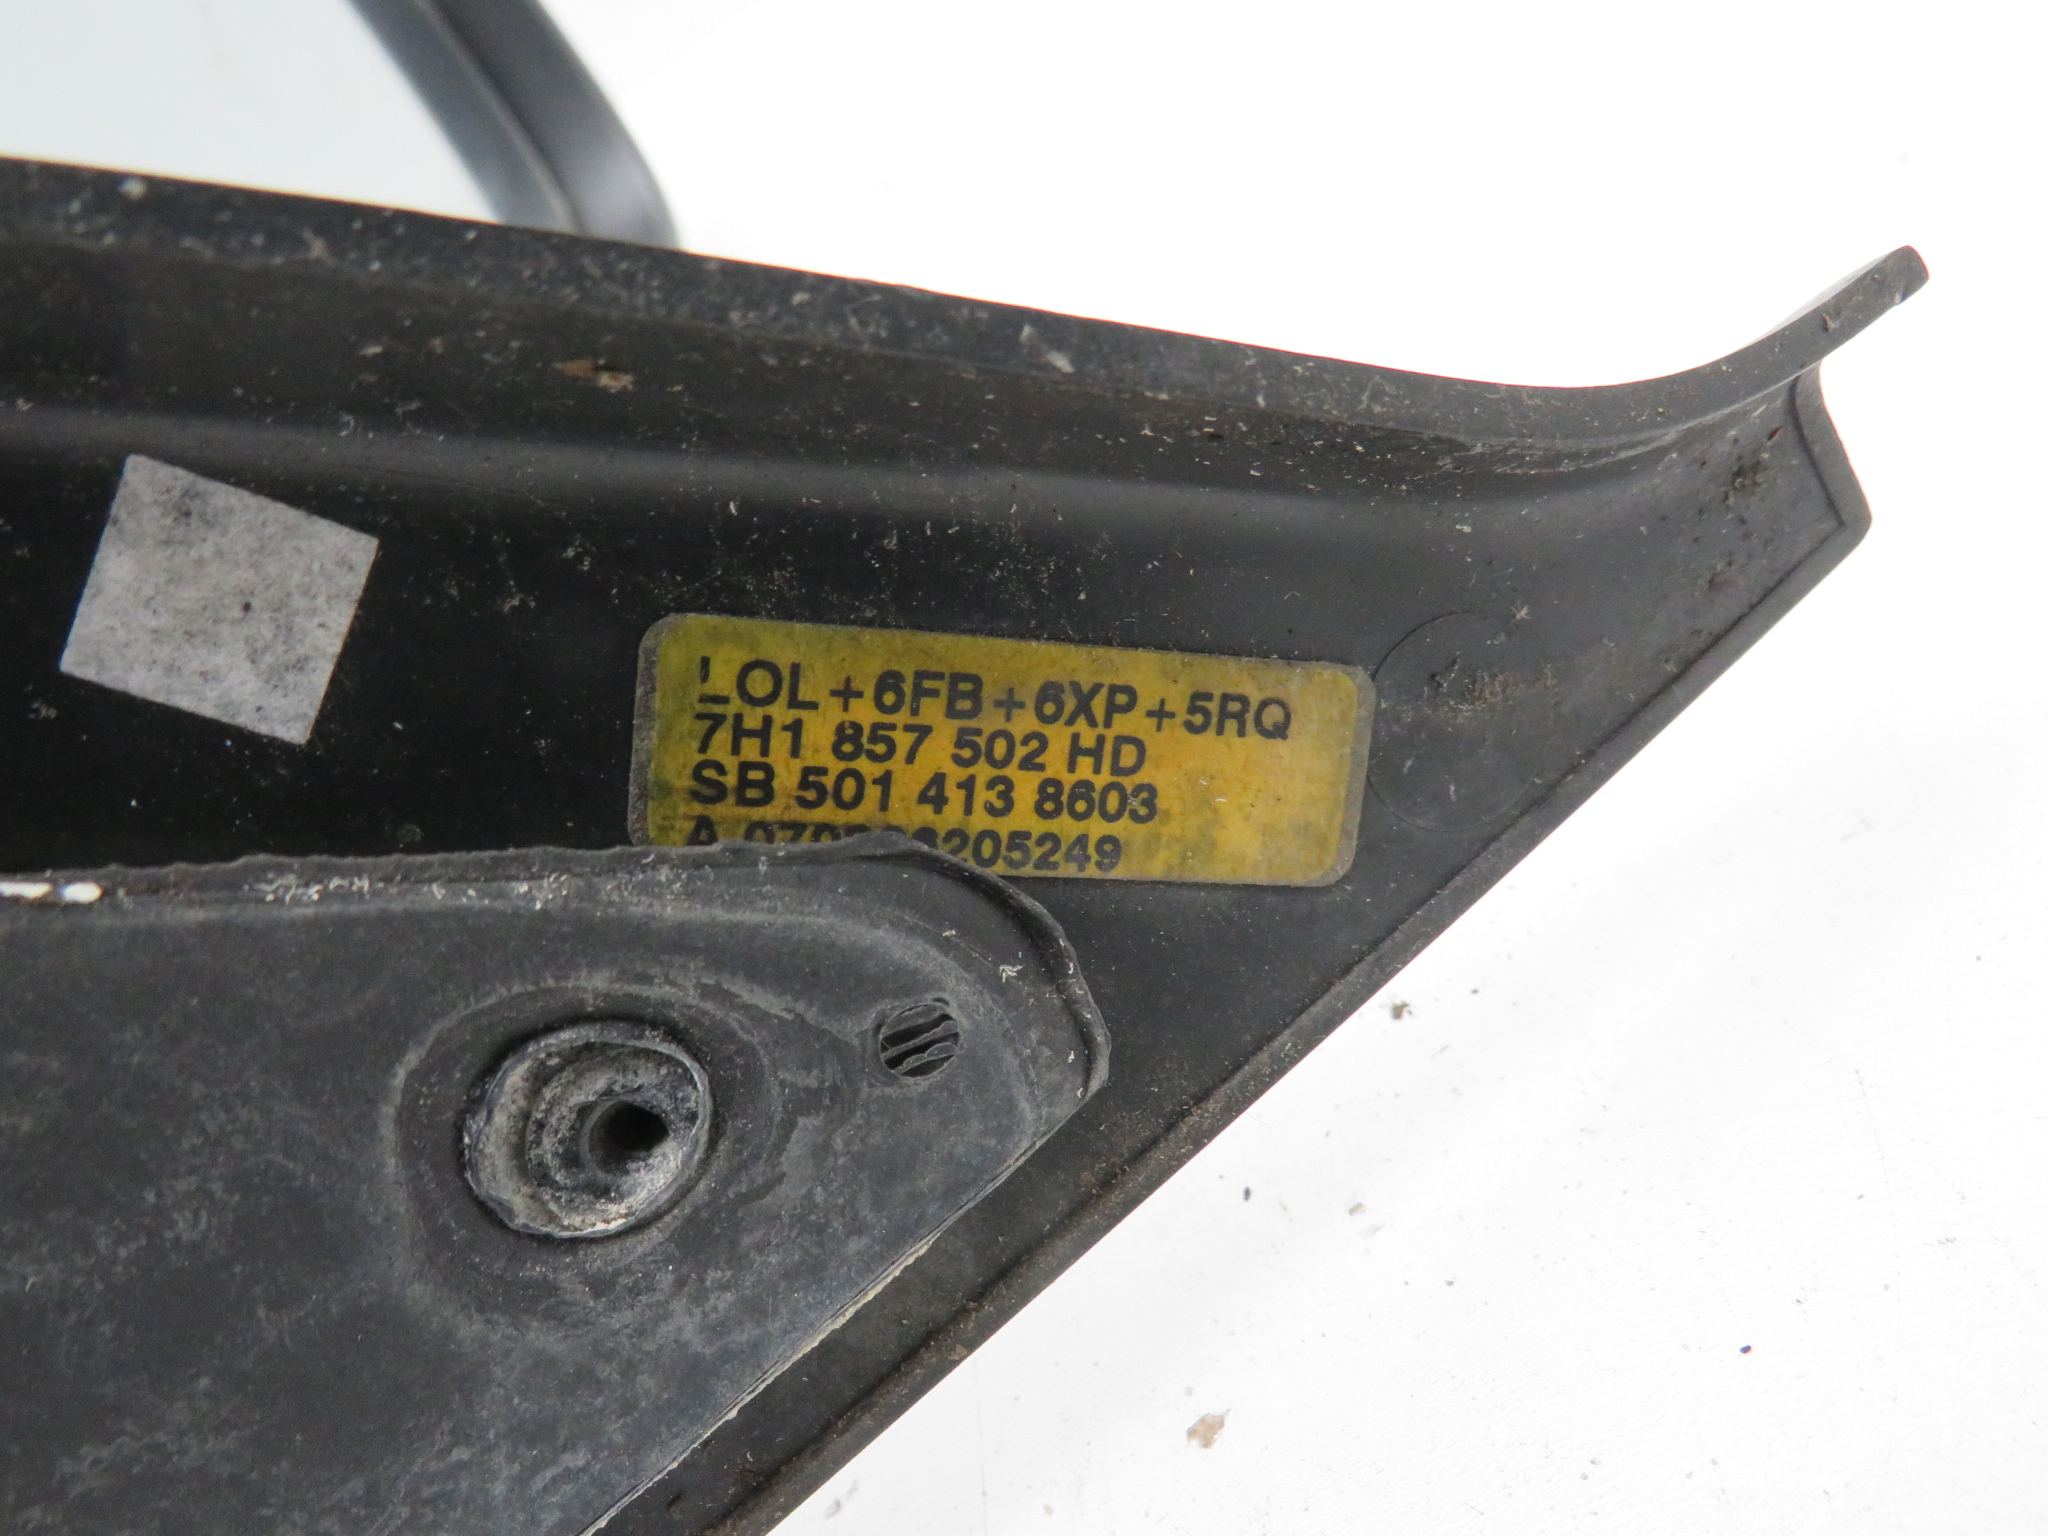 LOL+6FB+6XP+5RQ
7H1 857 502 HD
SB 501 413 8603
A